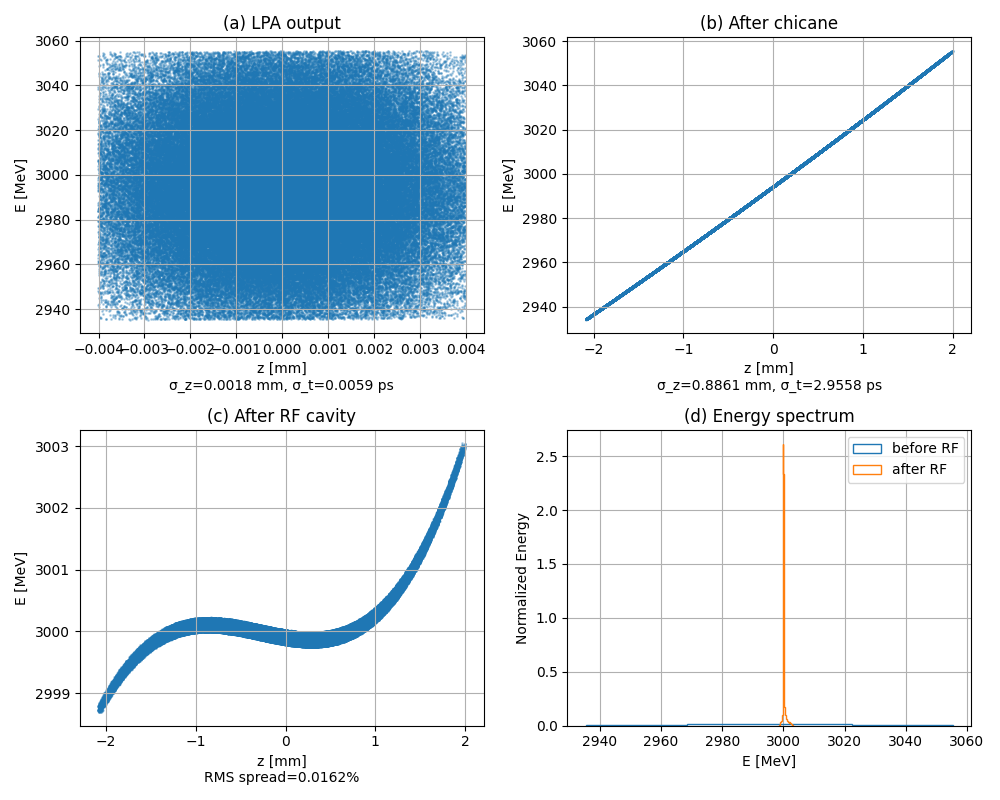 (a) LPA output
3060
3040
3020
3000
2980
2960
2940
E [MeV]
−0.004 −0.003 −0.002 −0.001 0.000 0.001 0.002 0.003 0.004
z [mm]
σ_z=0.0018 mm, σ_t=0.0059 ps
(b) After chicane
3060
3040
3020
3000
2980
2960
2940
E [MeV]
−2 −1 0 1 2
z [mm]
σ_z=0.8861 mm, σ_t=2.9558 ps
(c) After RF cavity
3003
3002
3001
3000
2999
E [MeV]
−2 −1 0 1 2
z [mm]
RMS spread=0.0162%
(d) Energy spectrum
before RF
after RF
2.5
2.0
1.5
1.0
0.5
0.0
Normalized Energy
2940 2960 2980 3000 3020 3040 3060
E [MeV]